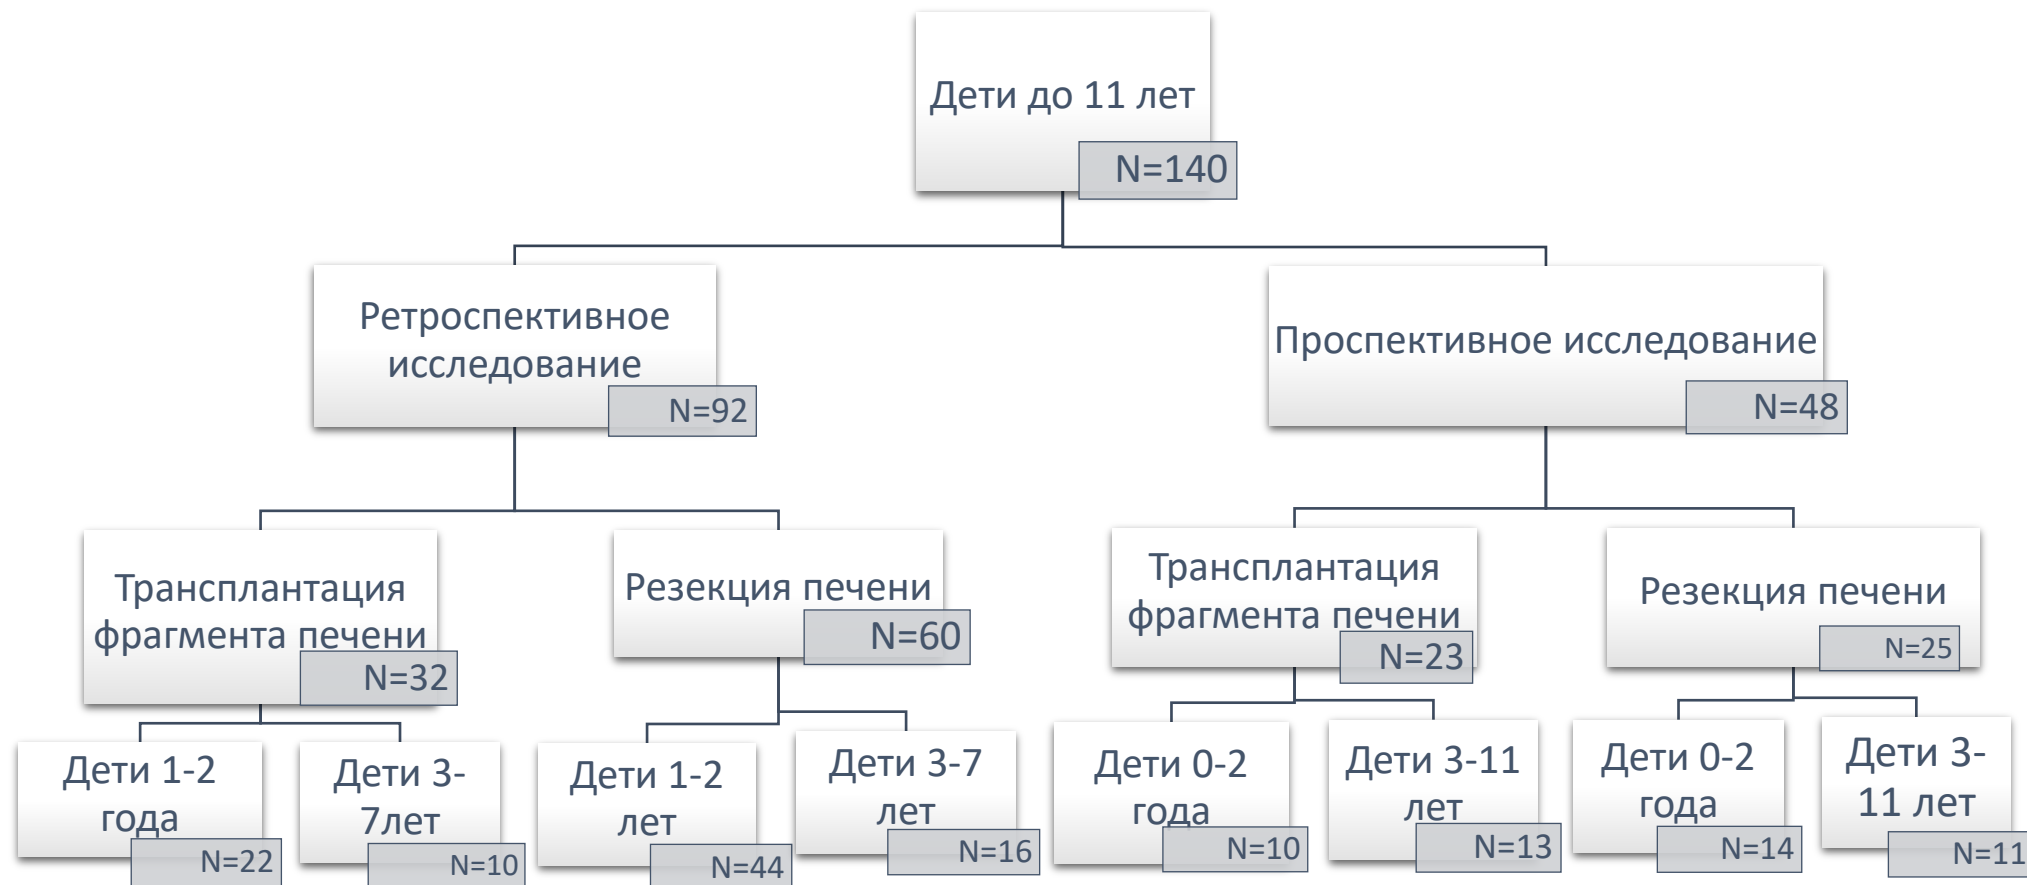 Дети до 11 лет
N=140
Ретроспективное
исследование
N=92
Проспективное исследование
N=48
Трансплантация
фрагмента печени
N=32
Резекция печени
N=60
Трансплантация
фрагмента печени
N=23
Резекция печени
N=25
Дети 1-2
года
N=22
Дети 3-
7лет
N=10
Дети 1-2
лет
N=44
Дети 3-7
лет
N=16
Дети 0-2
года
N=10
Дети 3-11
лет
N=13
Дети 0-2
года
N=14
Дети 3-
11 лет
N=11